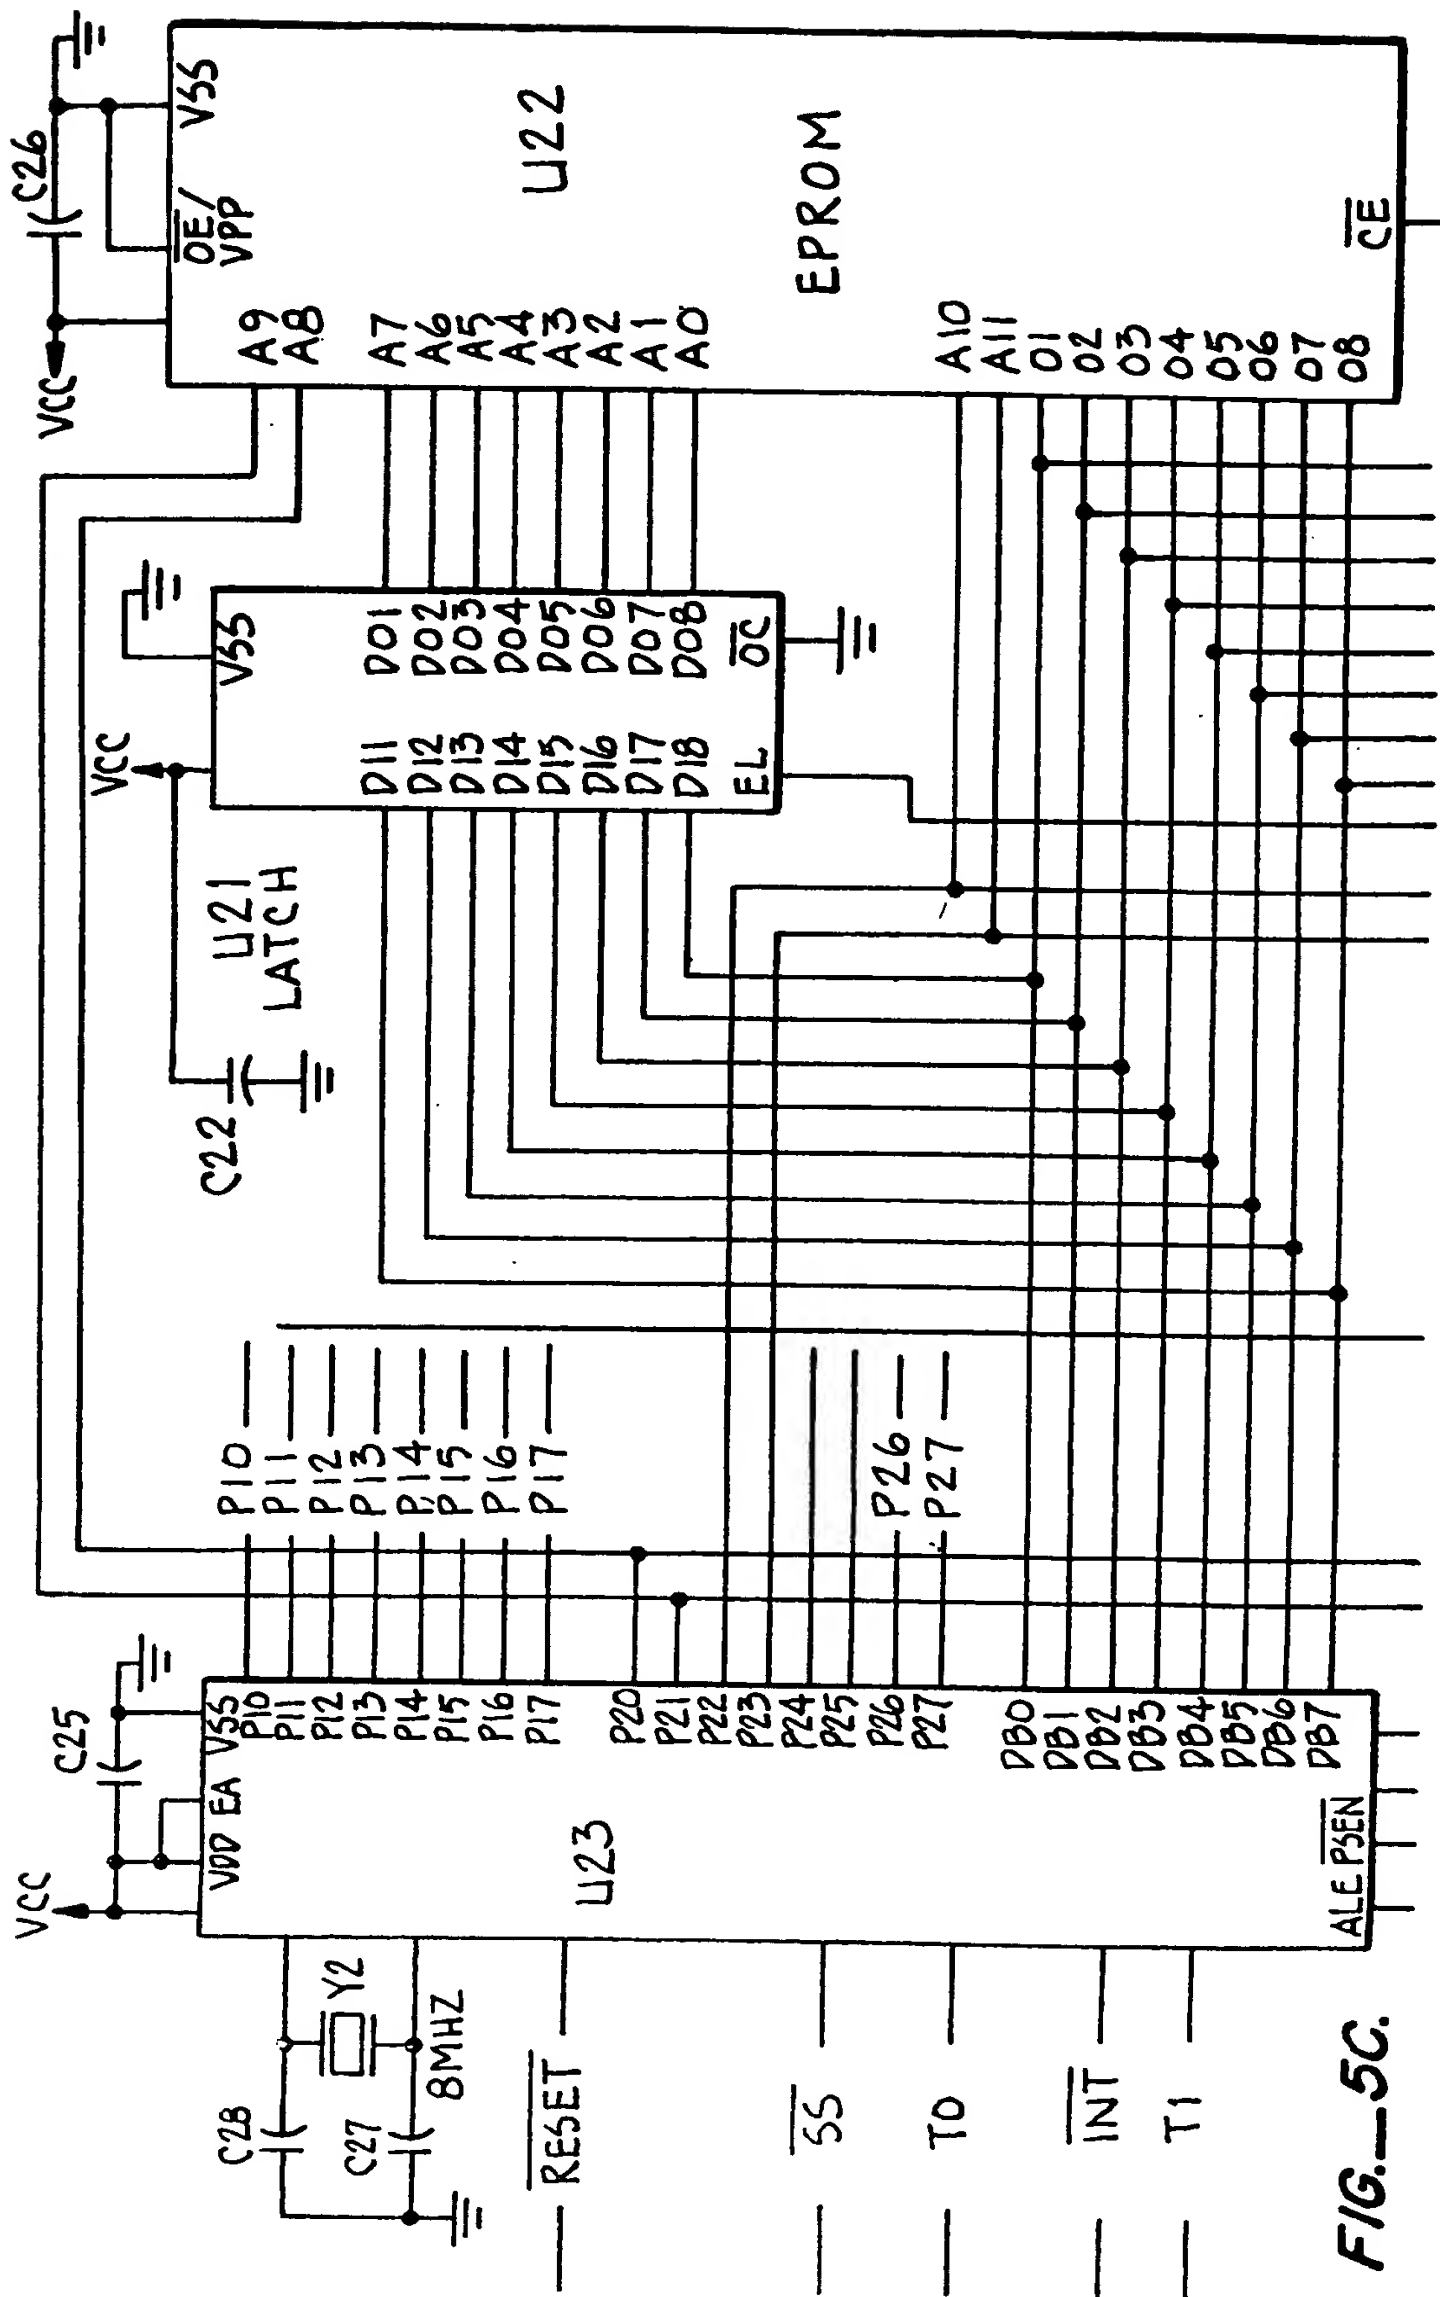 VCC
C25
VDD EA VSS
P10
P11
P12
P13
P14
P15
P16
P17
P20
P21
P22
P23
P24
P25
P26
P27
DB0
DB1
DB2
DB3
DB4
DB5
DB6
DB7
U23
ALE PSEN
C28
Y2
C27
8MHZ
RESET
SS
T0
INT
T1
P10
P11
P12
P13
P14
P15
P16
P17
P26
P27
VCC
C22
U21
LATCH
VSS
DI1 DO1
DI2 DO2
DI3 DO3
DI4 DO4
DI5 DO5
DI6 DO6
DI7 DO7
DI8 DO8
EL OC
VCC
C26
OE/
VPP
VSS
A9
A8
A7
A6
A5
A4
A3
A2
A1
A0
U22
EPROM
A10
A11
O1
O2
O3
O4
O5
O6
O7
O8
CE
FIG._5C.